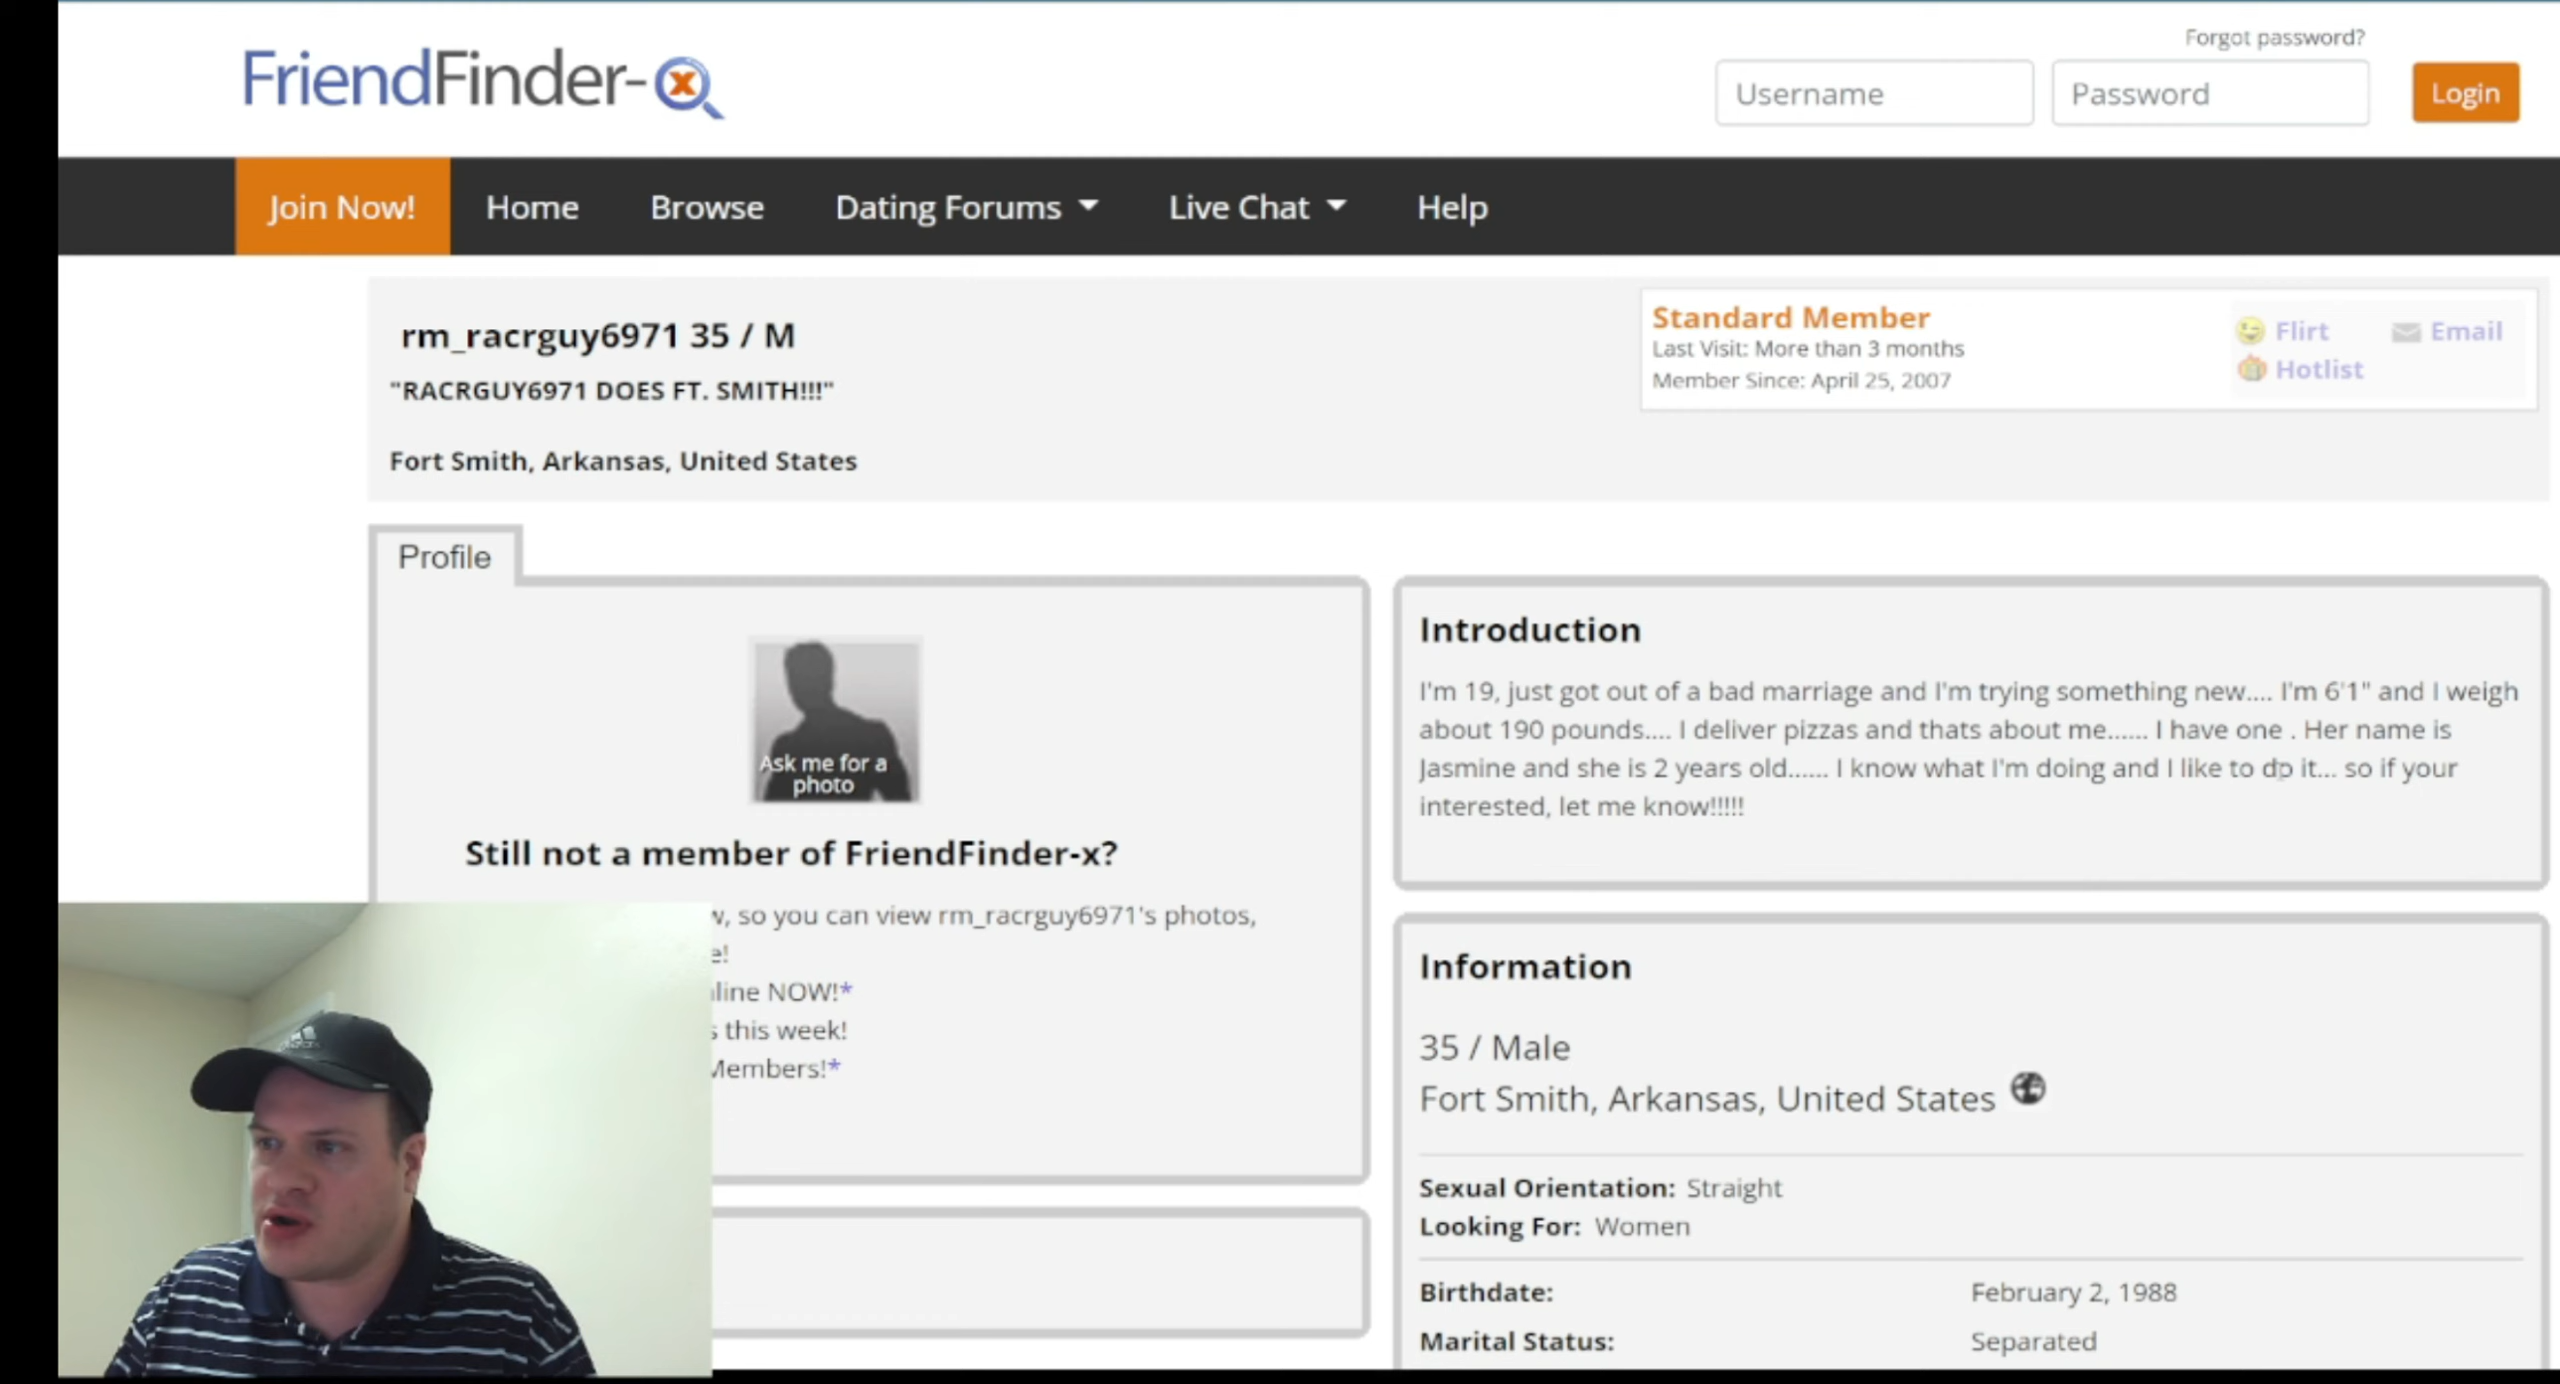 Forgot password?
FriendFinder-x
Username
Password
Login
Join Now!
Home
Browse
Dating Forums
Live Chat
Help
rm_racrguy6971 35 / M
"RACRGUY6971 DOES FT. SMITH!!!"
Fort Smith, Arkansas, United States
Standard Member
Last Visit: More than 3 months
Member Since: April 25, 2007
Flirt
Email
Hotlist
Profile
Ask me for a
photo
Still not a member of FriendFinder-x?
, so you can view rm_racrguy6971's photos,
e!
line NOW!*
s this week!
Members!*
Introduction
I'm 19, just got out of a bad marriage and I'm trying something new.... I'm 6'1" and I weigh
about 190 pounds.... I deliver pizzas and thats about me...... I have one . Her name is
Jasmine and she is 2 years old...... I know what I'm doing and I like to do it... so if your
interested, let me know!!!!!
Information
35 / Male
Fort Smith, Arkansas, United States
Sexual Orientation: Straight
Looking For: Women
Birthdate: February 2, 1988
Marital Status: Separated